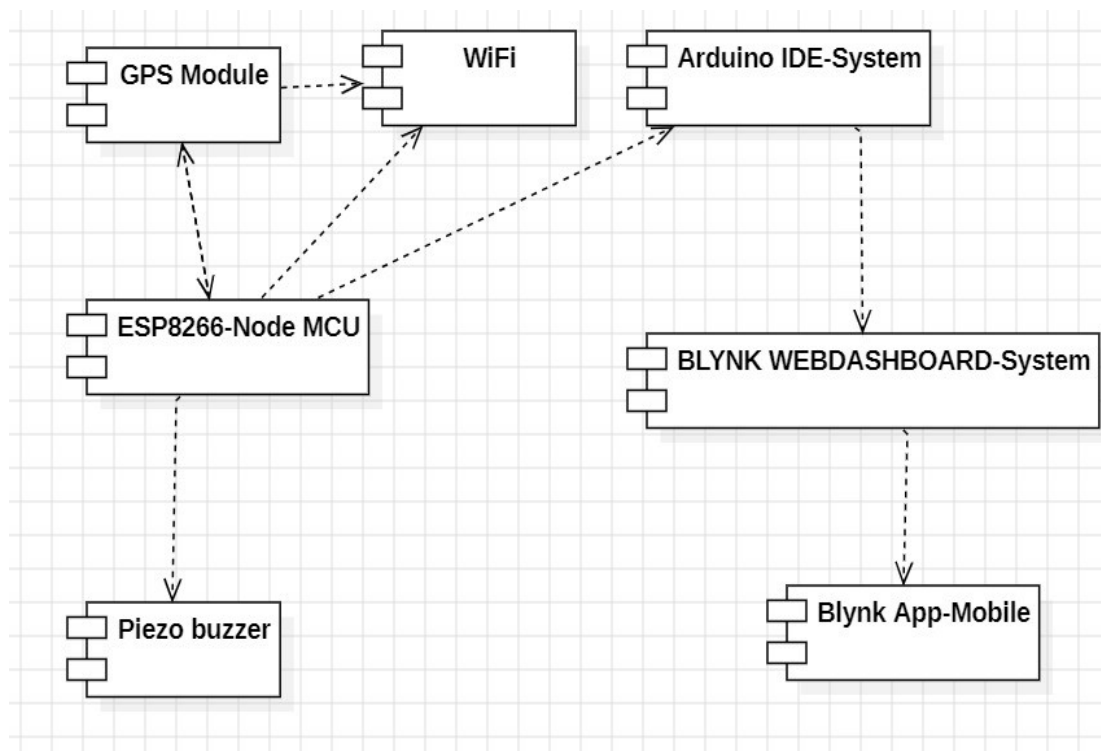 GPS Module
WiFi
Arduino IDE-System
ESP8266-Node MCU
BLYNK WEBDASHBOARD-System
Piezo buzzer
Blynk App-Mobile